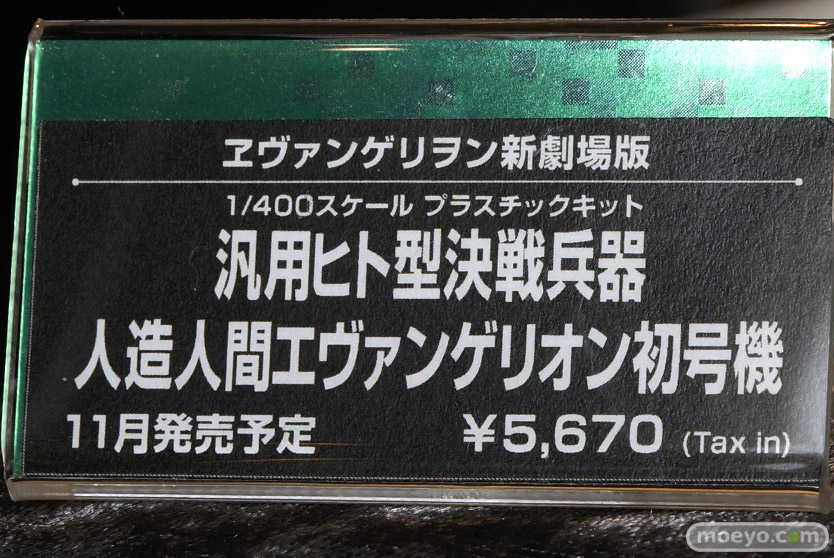 ヱヴァンゲリヲン新劇場版
1/400スケール プラスチックキット
汎用ヒト型決戦兵器
人造人間エヴァンゲリオン初号機
11月発売予定 ¥5,670 (Tax in)
moeyo.com